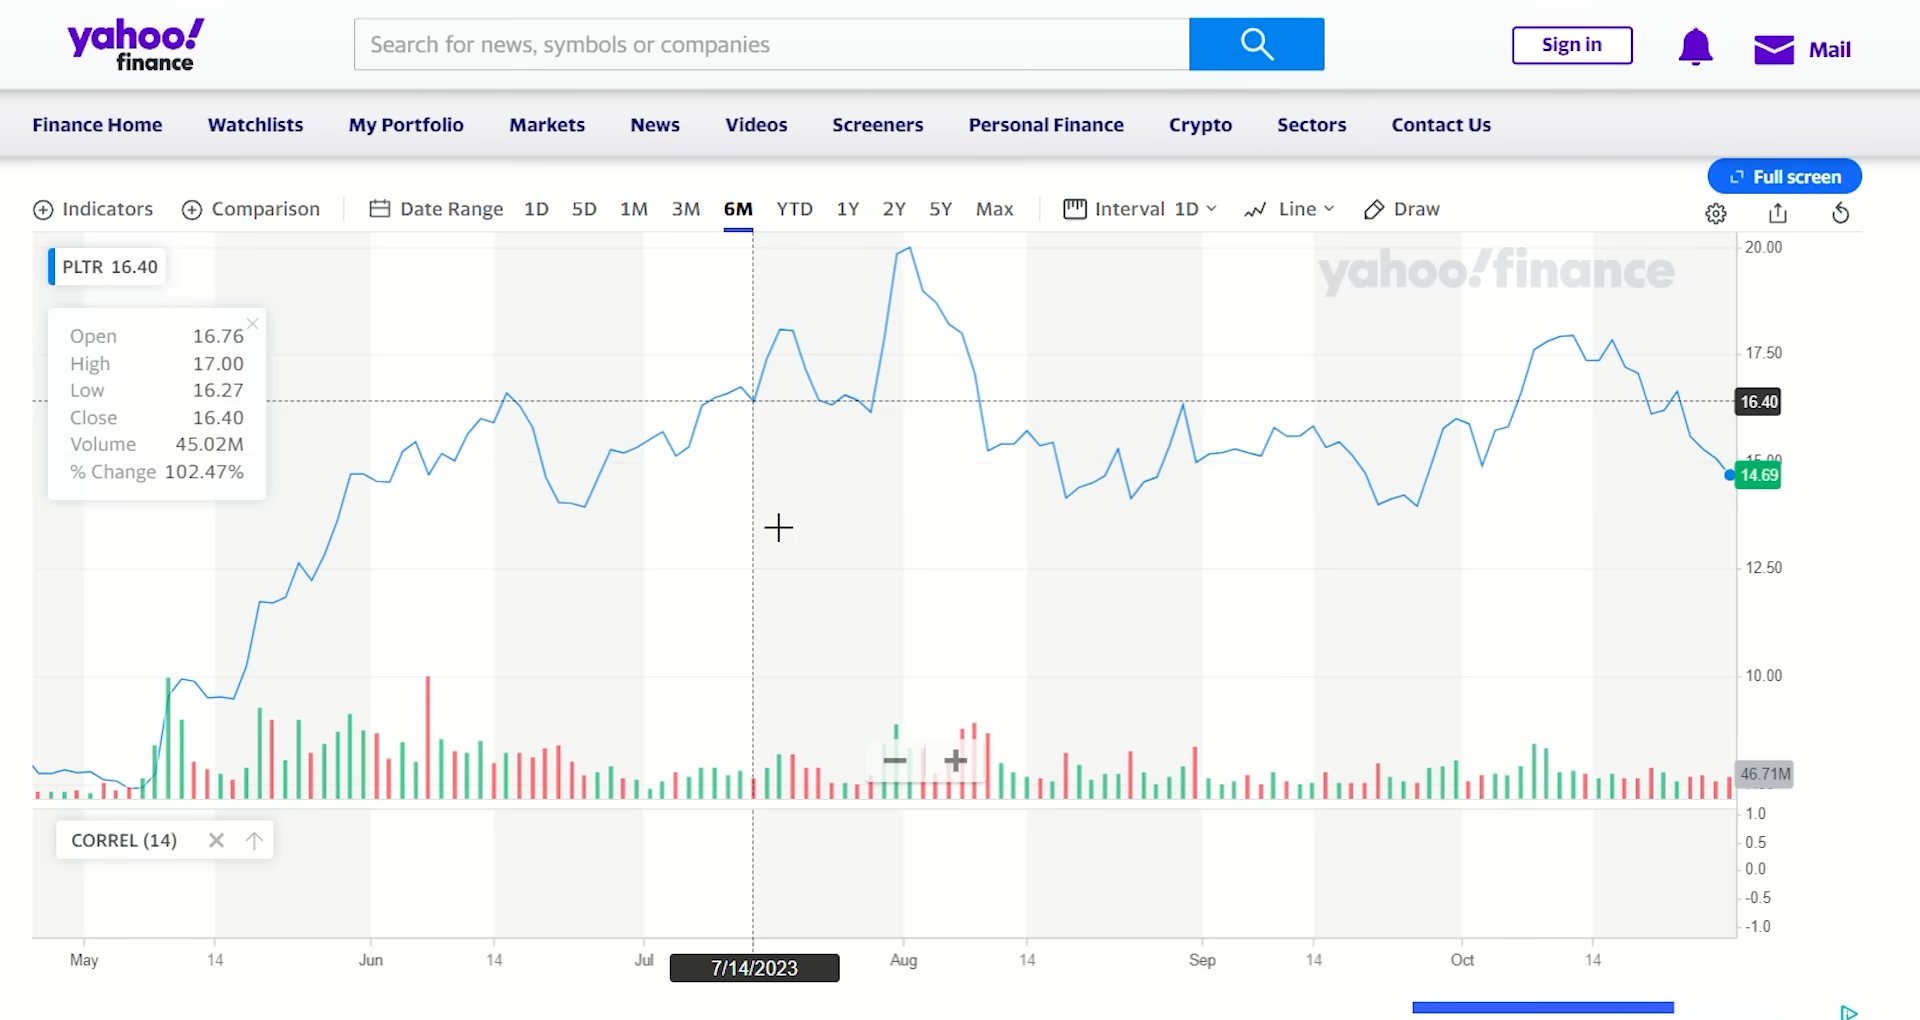 yahoo!
finance
Search for news, symbols or companies
Sign in
Mail
Finance Home Watchlists My Portfolio Markets News Videos Screeners Personal Finance Crypto Sectors Contact Us
Full screen
Indicators Comparison Date Range 1D 5D 1M 3M 6M YTD 1Y 2Y 5Y Max Interval 1D Line Draw
20.00
PLTR 16.40
yahoo!finance
Open 16.76
High 17.00
Low 16.27
Close 16.40
Volume 45.02M
% Change 102.47%
17.50
16.40
15.00
14.69
12.50
10.00
46.71M
CORREL (14)
1.0
0.5
0.0
-0.5
-1.0
May 14 Jun 14 Jul 7/14/2023 Aug 14 Sep 14 Oct 14